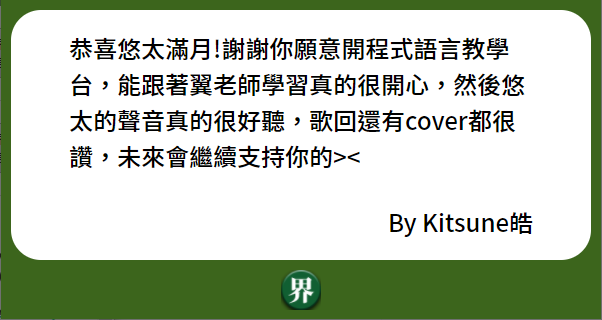 恭喜悠太滿月!謝謝你願意開程式語言教學
台，能跟著翼老師學習真的很開心，然後悠
太的聲音真的很好聽，歌回還有cover都很
讚，未來會繼續支持你的><
By Kitsune皓
界